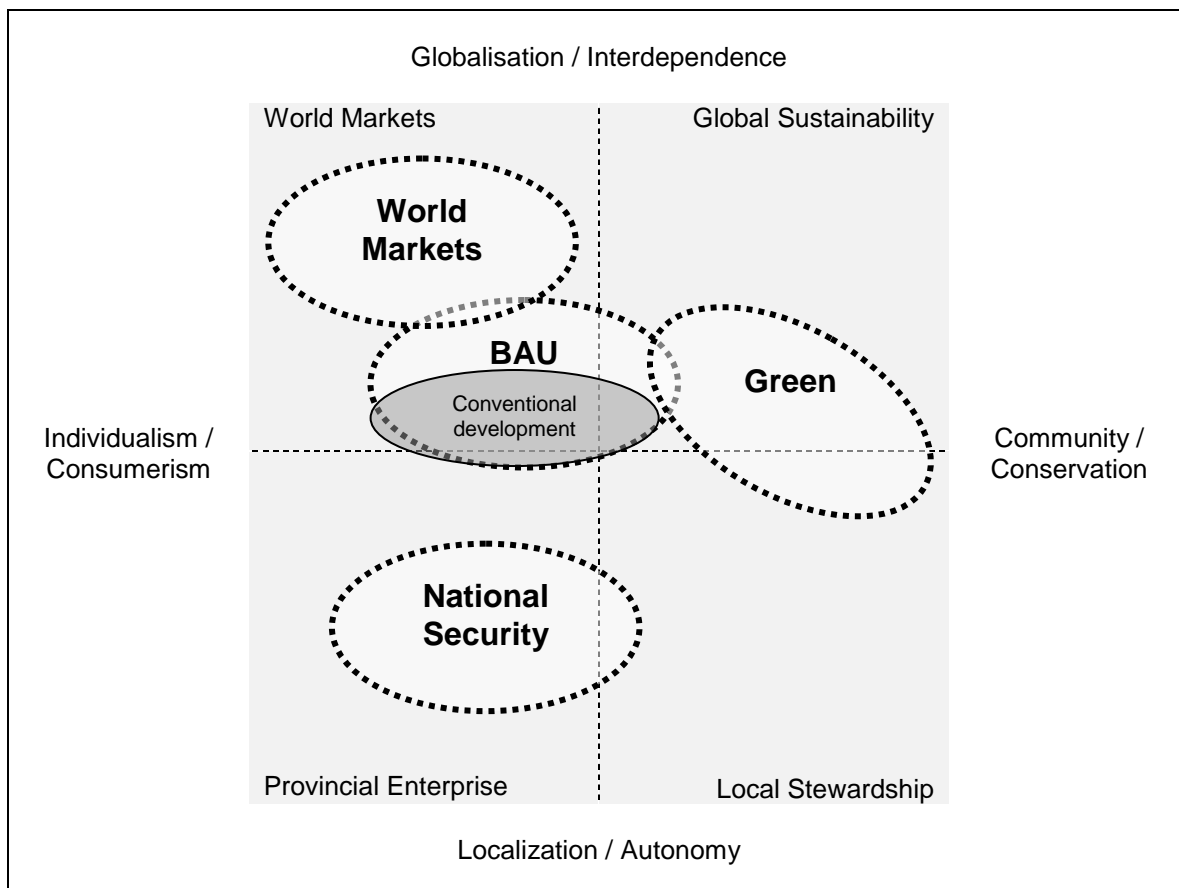 Globalisation / Interdependence
World Markets
Global Sustainability
World
Markets
BAU
Green
Conventional
development
Individualism /
Consumerism
Community /
Conservation
National
Security
Provincial Enterprise
Local Stewardship
Localization / Autonomy